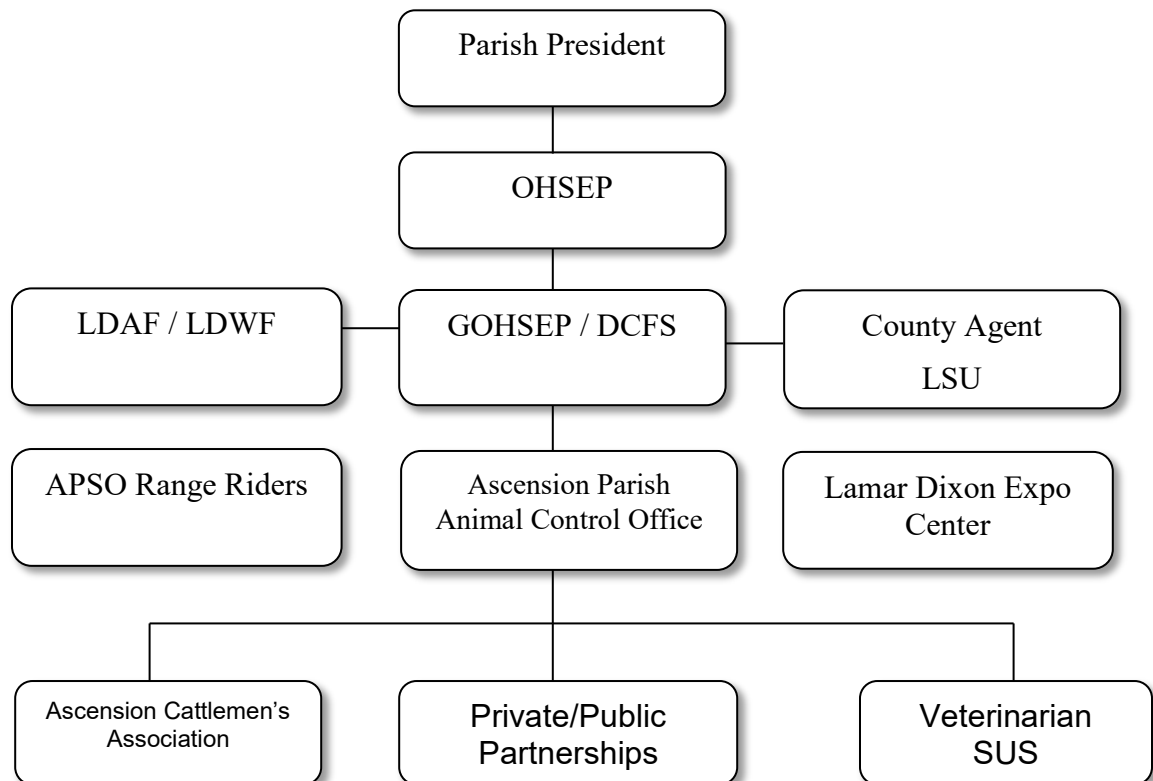 Parish President
OHSEP
LDAF / LDWF
GOHSEP / DCFS
County Agent
LSU
APSO Range Riders
Ascension Parish
Animal Control Office
Lamar Dixon Expo
Center
Ascension Cattlemen’s
Association
Private/Public
Partnerships
Veterinarian
SUS